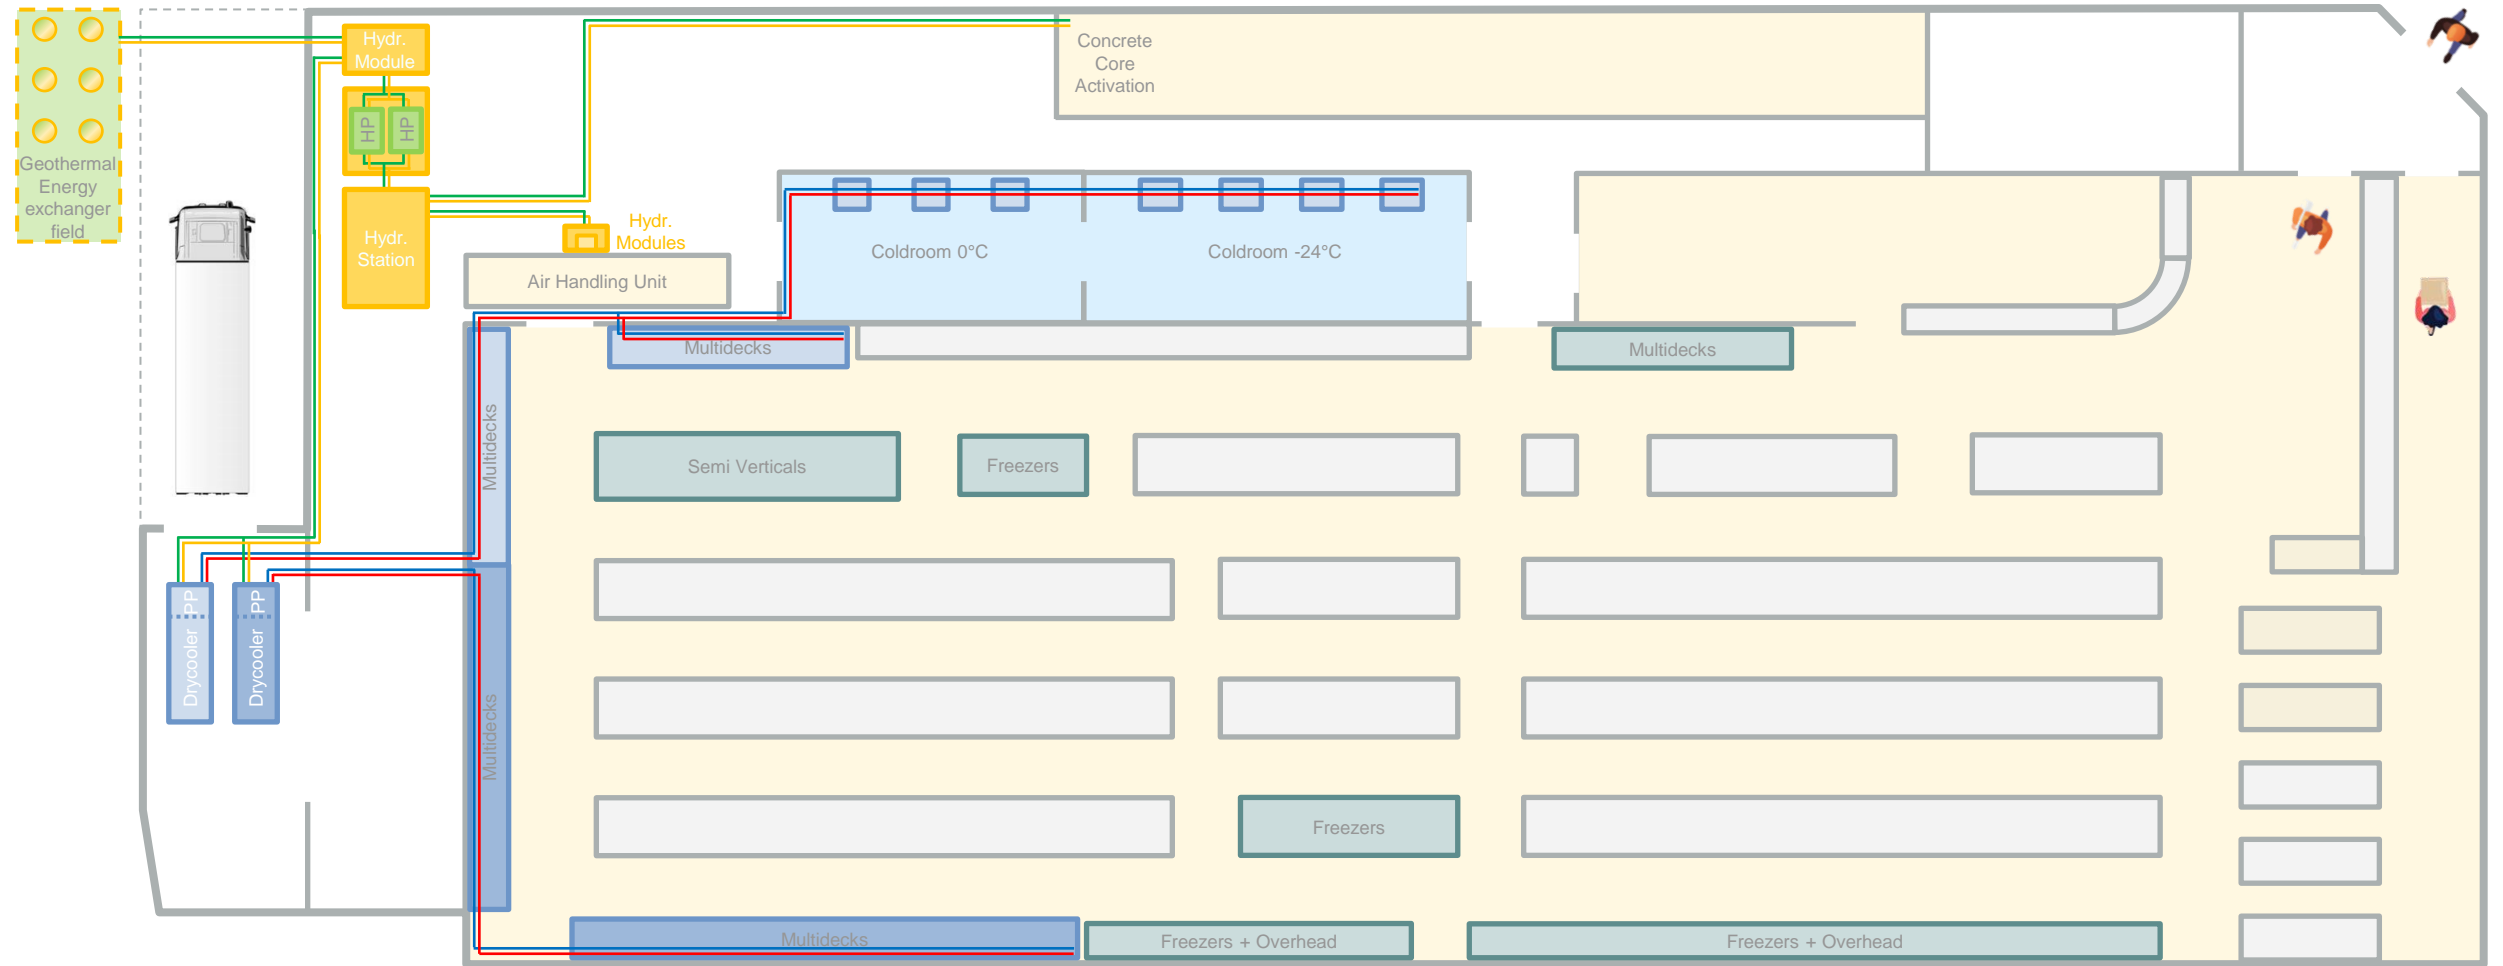 Hydr.
Module
Concrete
Core
Activation
HP
HP
Geothermal
Energy
exchanger
field
Hydr.
Station
Hydr.
Modules
Air Handling Unit
Coldroom 0°C
Coldroom -24°C
Multidecks
Multidecks
Multidecks
Semi Verticals
Freezers
Drycooler PP
Drycooler PP
Multidecks
Freezers
Multidecks
Freezers + Overhead
Freezers + Overhead